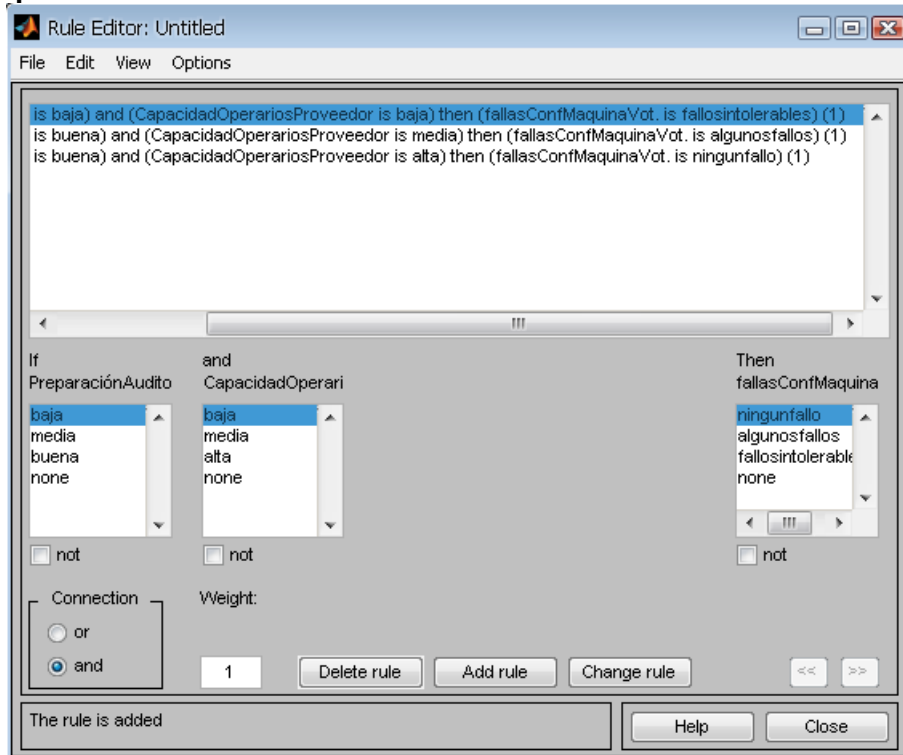 Rule Editor: Untitled
File Edit View Options
is baja) and (CapacidadOperariosProveedor is baja) then (fallasConfMaquinaVot. is fallosintolerables) (1)
is buena) and (CapacidadOperariosProveedor is media) then (fallasConfMaquinaVot. is algunosfallos) (1)
is buena) and (CapacidadOperariosProveedor is alta) then (fallasConfMaquinaVot. is ningunfallo) (1)
If and Then
PreparaciónAudito CapacidadOperari fallasConfMaquina
baja baja ningunfallo
media media algunosfallos
buena alta fallosintolerable
none none none
not not not
Connection Weight:
or
and 1 Delete rule Add rule Change rule << >>
The rule is added Help Close